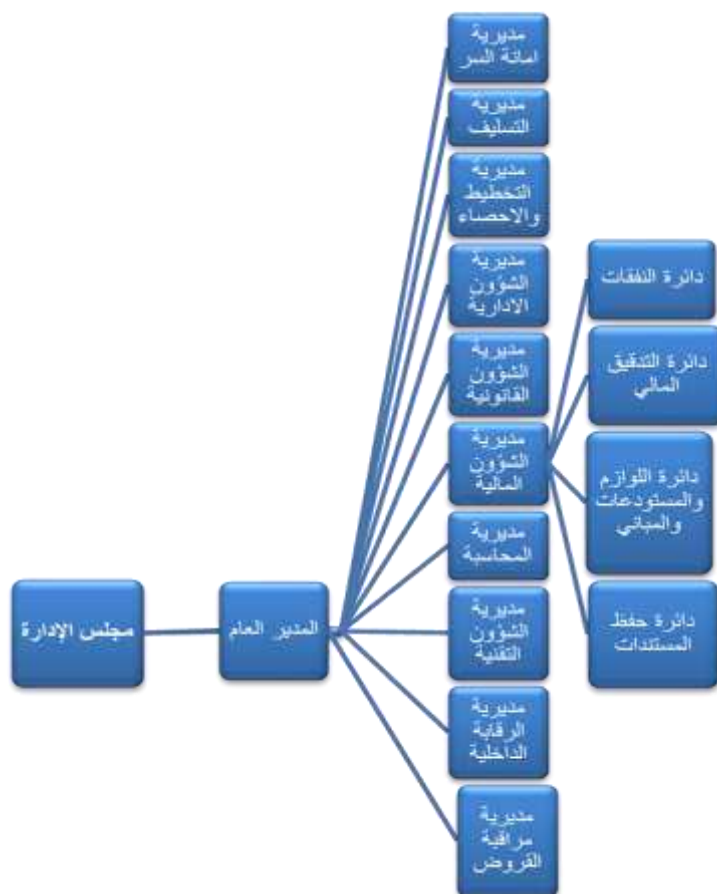 مديرية
امانة السر
مديرية
التسليف
مديرية
التخطيط
والاحصاء
مديرية
الشؤون
الادارية
مديرية
الشؤون
القانونية
مديرية
الشؤون
المالية
مديرية
المحاسبة
مديرية
الشؤون
التقنية
مديرية
الرقابة
الداخلية
مديرية
مراقبة
القروض
دائرة النفقات
دائرة التدقيق
المالي
دائرة اللوازم
والمستودعات
والمباني
دائرة حفظ
المستندات
المدير العام
مجلس الإدارة